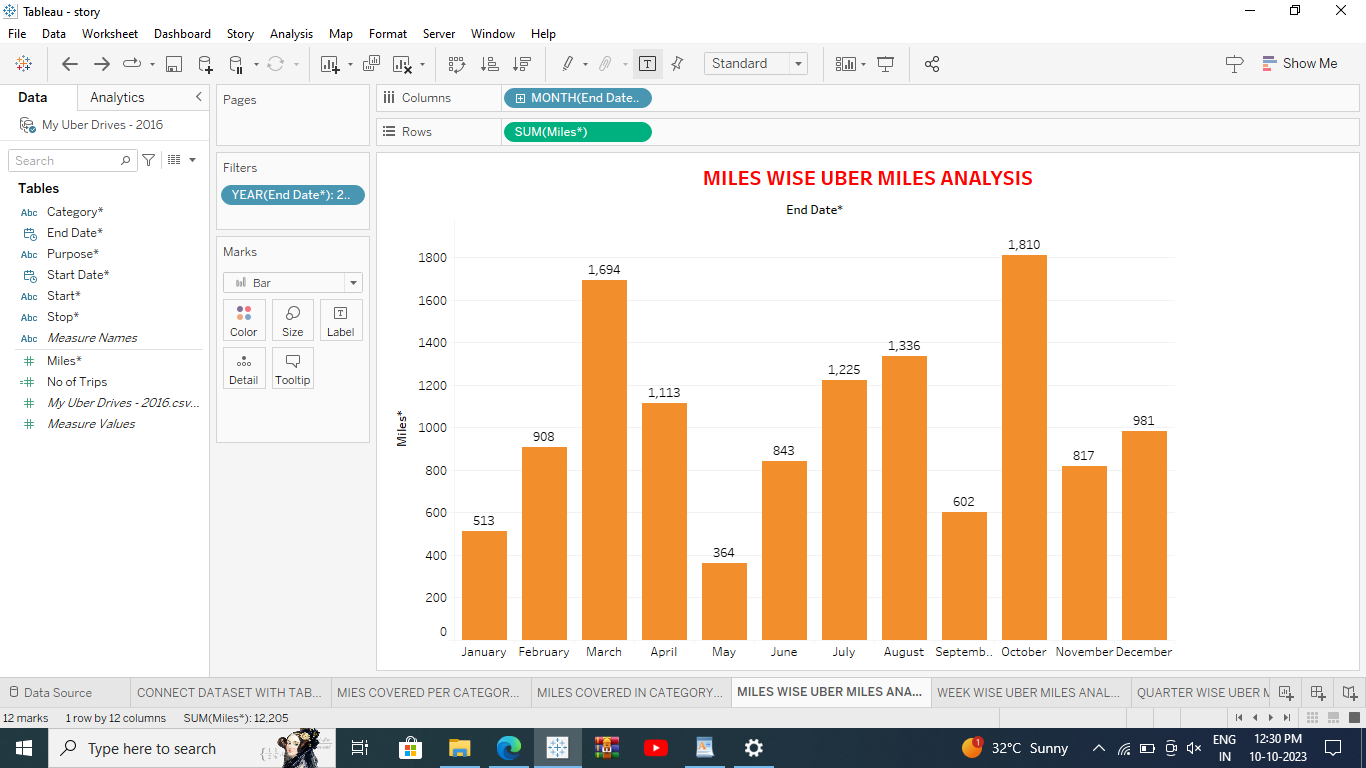 Tableau - story
File Data Worksheet Dashboard Story Analysis Map Format Server Window Help
Standard
Show Me
Data Analytics
My Uber Drives - 2016
Search
Tables
Abc Category*
End Date*
Abc Purpose*
Start Date*
Abc Start*
Abc Stop*
Abc Measure Names
# Miles*
=# No of Trips
# My Uber Drives - 2016.csv...
# Measure Values
Pages
Filters
YEAR(End Date*): 2..
Marks
Bar
Color Size Label
Detail Tooltip
Columns MONTH(End Date..
Rows SUM(Miles*)
MILES WISE UBER MILES ANALYSIS
End Date*
Miles*
1800
1600
1400
1200
1000
800
600
400
200
0
513 908 1,694 1,113 364 843 1,225 1,336 602 1,810 817 981
January February March April May June July August Septemb.. October November December
Data Source CONNECT DATASET WITH TAB... MIES COVERED PER CATEGOR... MILES COVERED IN CATEGORY... MILES WISE UBER MILES ANA... WEEK WISE UBER MILES ANAL... QUARTER WISE UBER M
12 marks 1 row by 12 columns SUM(Miles*): 12,205
Type here to search
1
32°C Sunny
ENG
IN
12:30 PM
10-10-2023